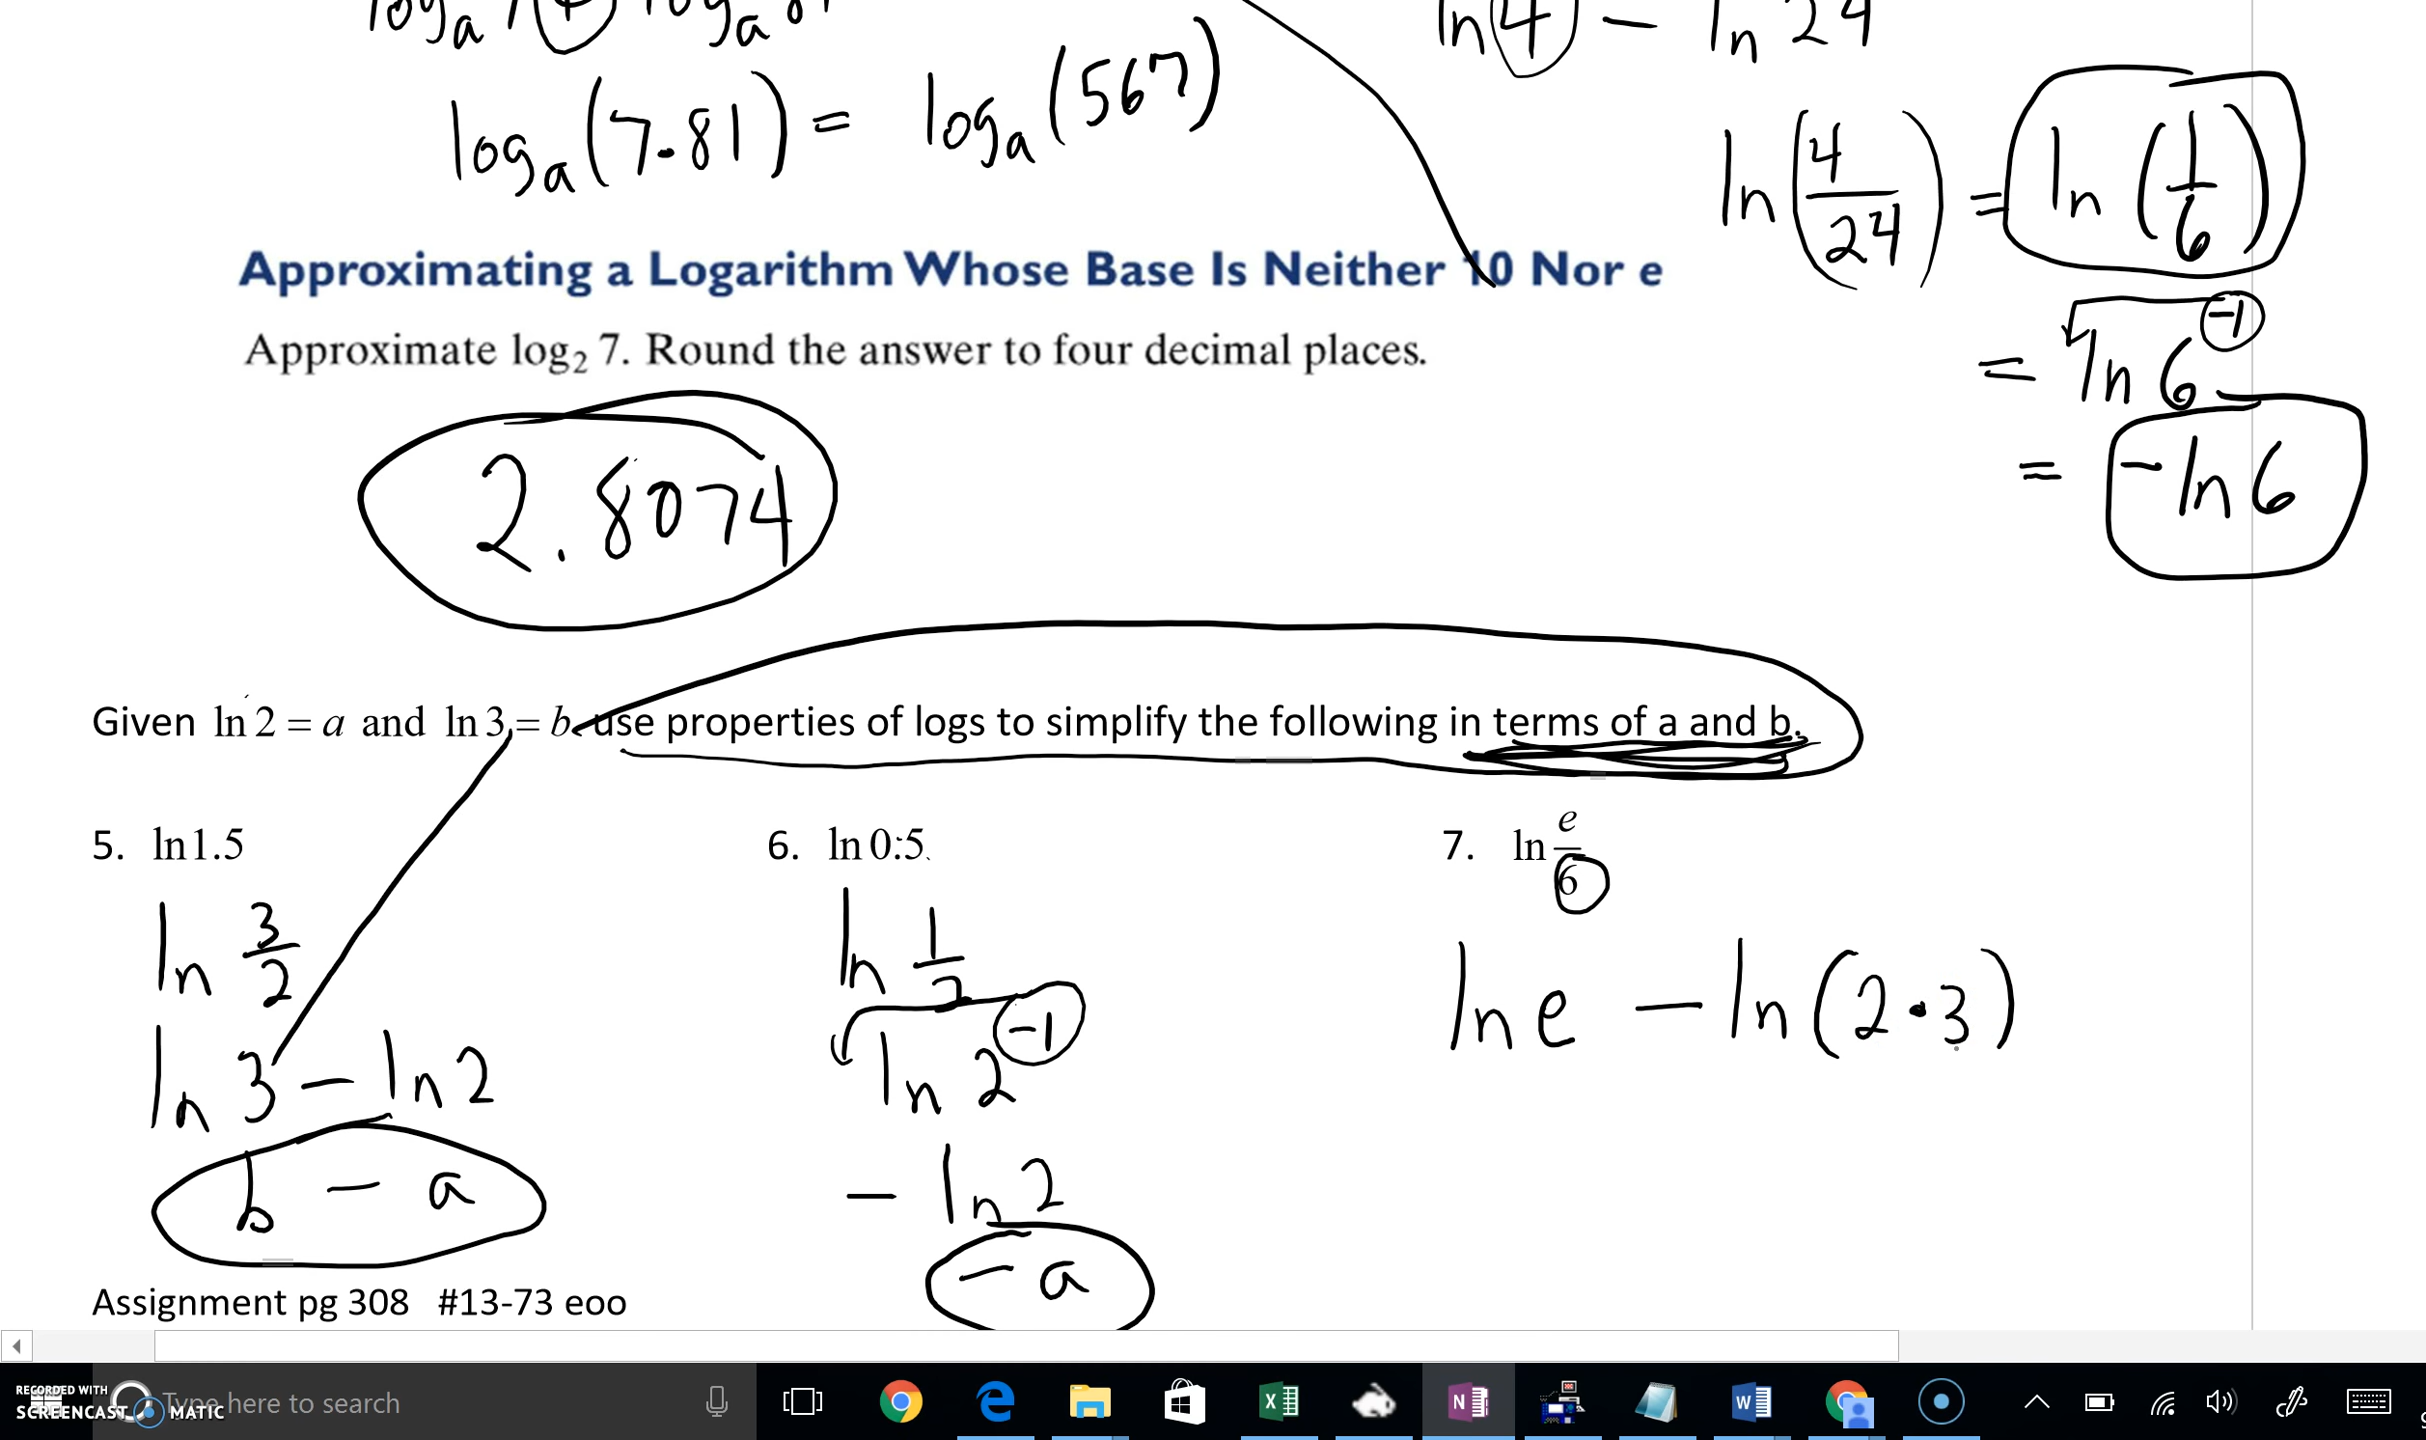 ln 4 – ln 24
logₐ(7·81) = logₐ(567)
ln(4/24) = ln(1/6)
Approximating a Logarithm Whose Base Is Neither 10 Nor e
= ln 6⁻¹
Approximate log₂ 7. Round the answer to four decimal places.
= -ln 6
2.8074
Given ln 2 = a and ln 3 = b use properties of logs to simplify the following in terms of a and b.
5. ln 1.5
ln 3/2
ln 3 – ln 2
b – a
6. ln 0.5
ln 1/2
ln 2⁻¹
– ln 2
– a
7. ln e/6
ln e – ln(2·3)
Assignment pg 308 #13-73 eoo
RECORDED WITH
SCREENCAST MATIC
Type here to search